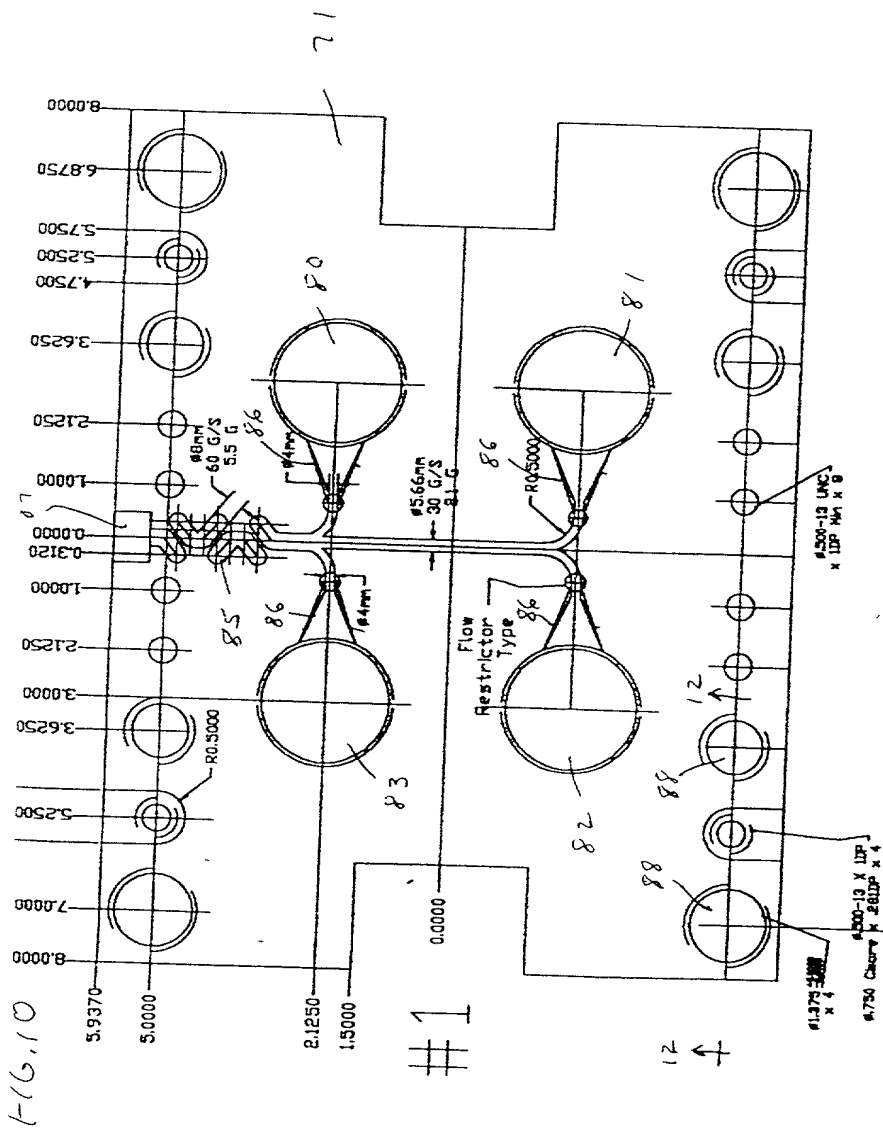 FIG. 10
71
8.0000
6.8750
5.7500
5.2500
4.7500
3.6250
2.1250
1.0000
0.0000
0.3120
1.0000
2.1250
3.0000
3.6250
5.2500
7.0000
8.0000
5.9370
5.0000
2.1250
1.5000
0.0000
87
ø8mm
60 G/S
5.5 G
86
80
ø4mm
85
86
ø4mm
ø5.66mm
30 G/S
8.1 G
R0.5000
83
81
86
R0.5000
Flow
Restrictor
Type
86
82
#1
12
12
88
88
ø.500-13 UNC
x 1DP Min x 8
ø1.375
x 4
ø.500-13 X 1DP
ø.750 Cbore x .281DP x 4